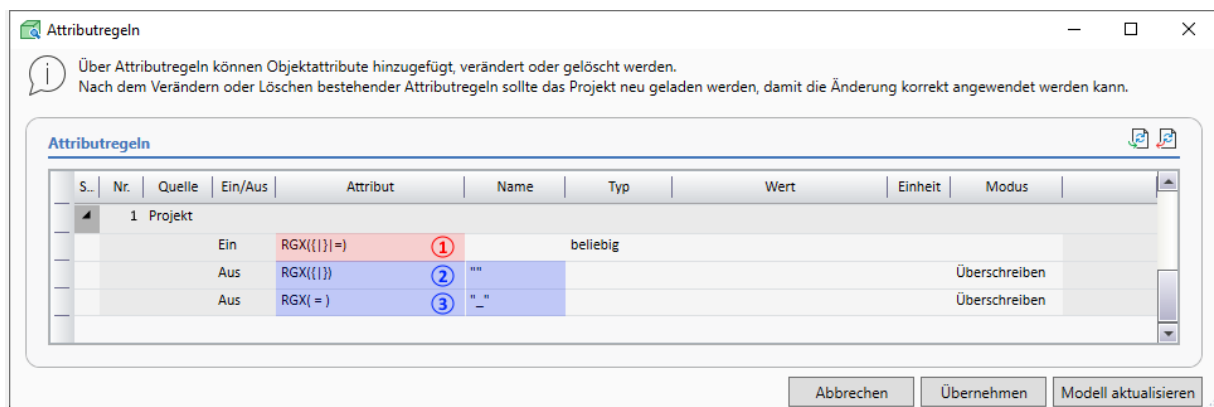 Attributregeln
Über Attributregeln können Objektattribute hinzugefügt, verändert oder gelöscht werden.
Nach dem Verändern oder Löschen bestehender Attributregeln sollte das Projekt neu geladen werden, damit die Änderung korrekt angewendet werden kann.
Attributregeln
S... Nr. Quelle Ein/Aus Attribut Name Typ Wert Einheit Modus
1 Projekt
Ein RGX({|}|=) 1 beliebig
Aus RGX({|}) 2 "" Überschreiben
Aus RGX( = ) 3 "_" Überschreiben
Abbrechen Übernehmen Modell aktualisieren